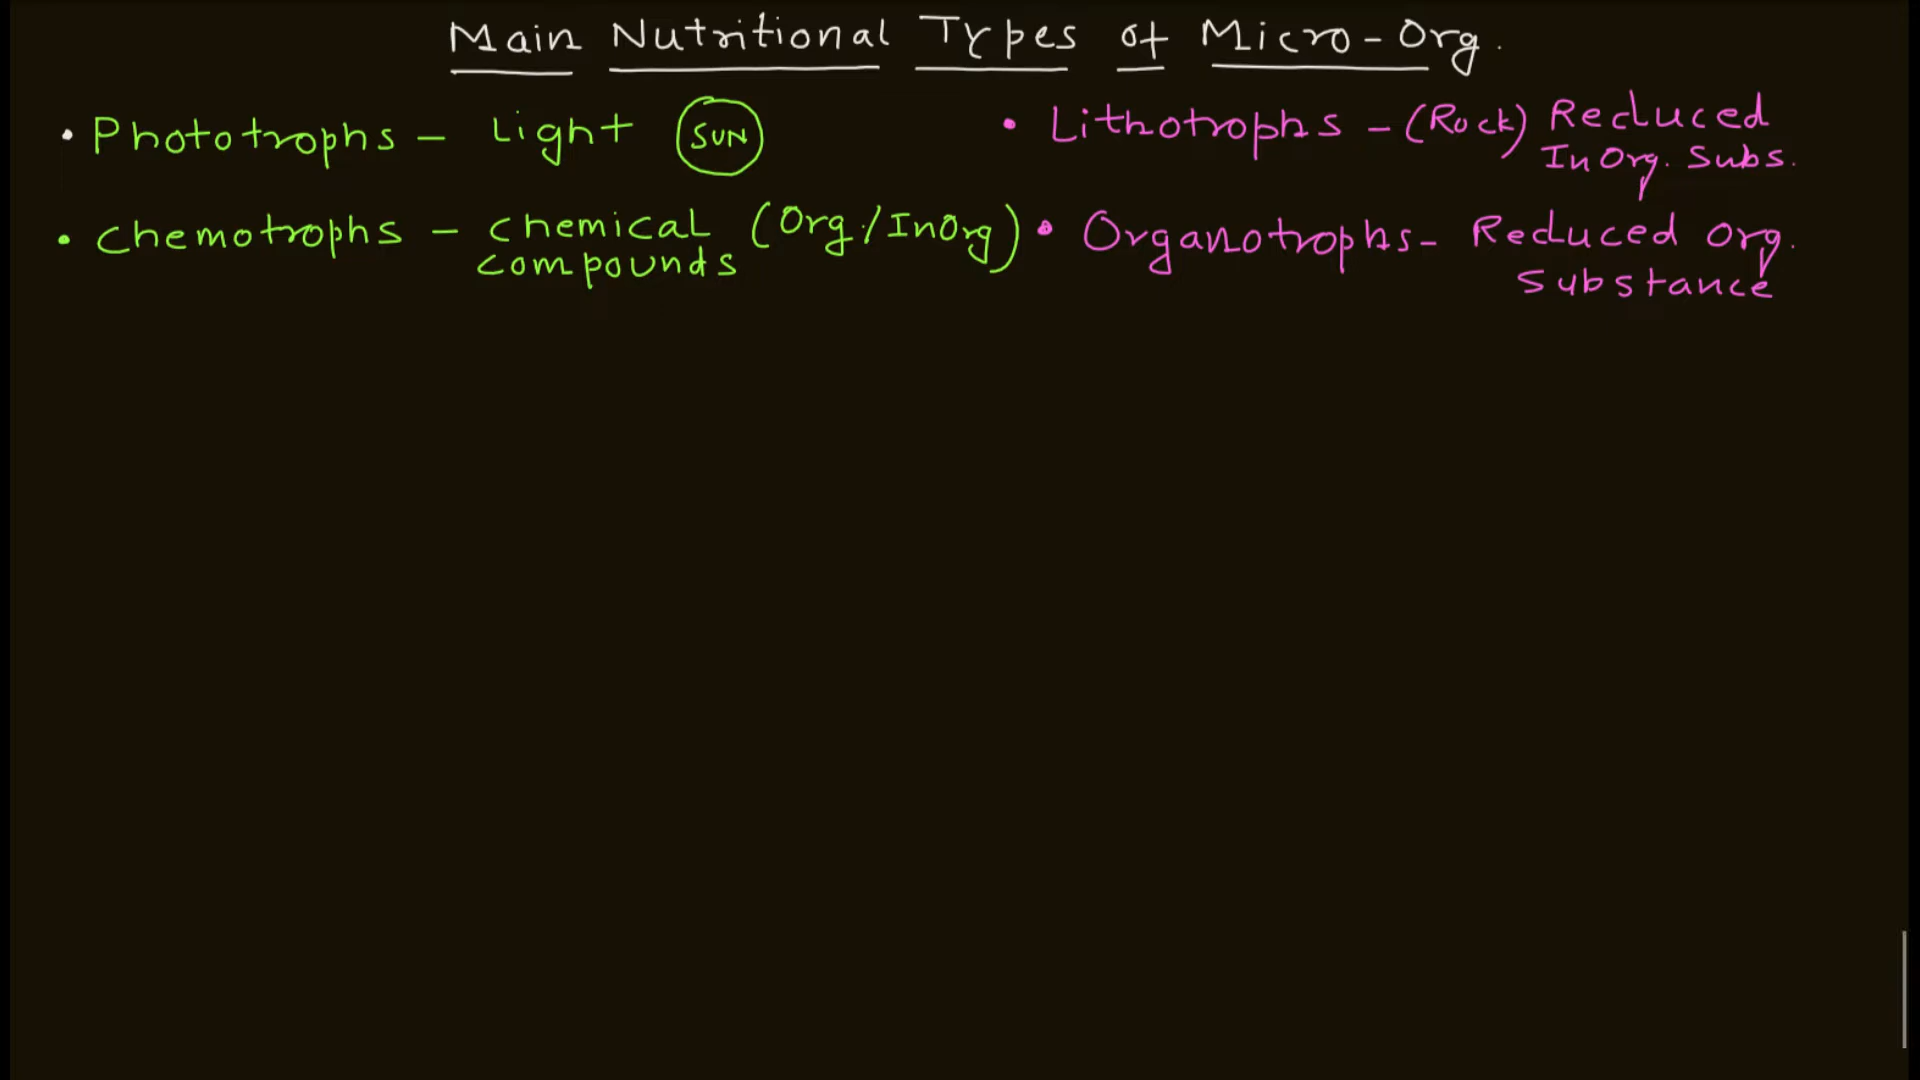 Main Nutritional Types of Micro-Org.
• Phototrophs - Light (SUN)
• Chemotrophs - Chemical (Org./InOrg)
compounds
• Lithotrophs - (Rock) Reduced
InOrg. Subs.
• Organotrophs - Reduced Org.
Substance